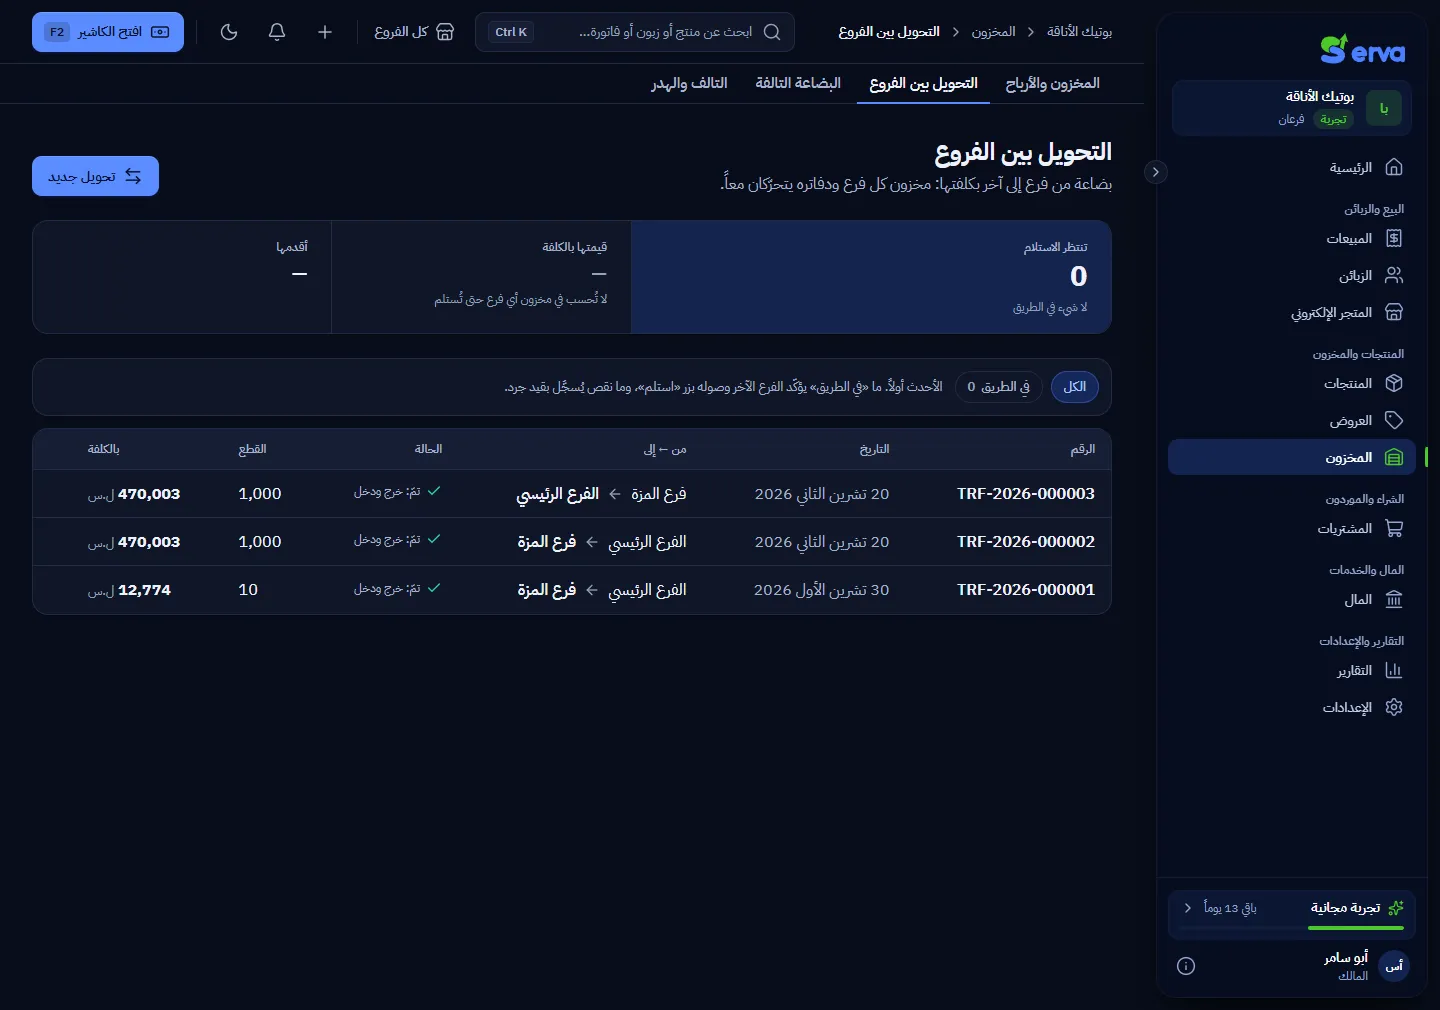 Serva
با
بوتيك الأناقة
تجربة
فرعان
الرئيسية
البيع والزبائن
المبيعات
الزبائن
المتجر الإلكتروني
المنتجات والمخزون
المنتجات
العروض
المخزون
الشراء والموردون
المشتريات
المال والخدمات
المال
التقارير والإعدادات
التقارير
الإعدادات
تجربة مجانية
باقي 13 يوماً
أس
أبو سامر
المالك
بوتيك الأناقة
المخزون
التحويل بين الفروع
ابحث عن منتج أو زبون أو فاتورة...
Ctrl K
كل الفروع
افتح الكاشير
F2
المخزون والأرباح
التحويل بين الفروع
البضاعة التالفة
التالف والهدر
التحويل بين الفروع
بضاعة من فرع إلى آخر بكلفتها: مخزون كل فرع ودفاتره يتحرّكان معاً.
تحويل جديد
تنتظر الاستلام
0
لا شيء في الطريق
قيمتها بالكلفة
—
لا تُحسب في مخزون أي فرع حتى تُستلم
أقدمها
—
الكل
في الطريق 0
الأحدث أولاً. ما «في الطريق» يؤكّد الفرع الآخر وصوله بزر «استلم»، وما نقص يُسجَّل بقيد جرد.
الرقم التاريخ من ← إلى الحالة القطع بالكلفة
TRF-2026-000003 20 تشرين الثاني 2026 فرع المزة ← الفرع الرئيسي تمّ: خرج ودخل 1,000 470,003 ل.س
TRF-2026-000002 20 تشرين الثاني 2026 الفرع الرئيسي ← فرع المزة تمّ: خرج ودخل 1,000 470,003 ل.س
TRF-2026-000001 30 تشرين الأول 2026 الفرع الرئيسي ← فرع المزة تمّ: خرج ودخل 10 12,774 ل.س